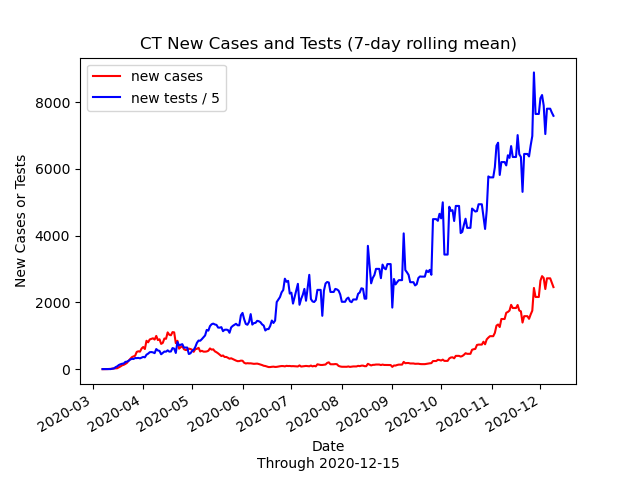 CT New Cases and Tests (7-day rolling mean)
new cases
new tests / 5
New Cases or Tests
8000
6000
4000
2000
0
2020-03
2020-04
2020-05
2020-06
2020-07
2020-08
2020-09
2020-10
2020-11
2020-12
Date
Through 2020-12-15